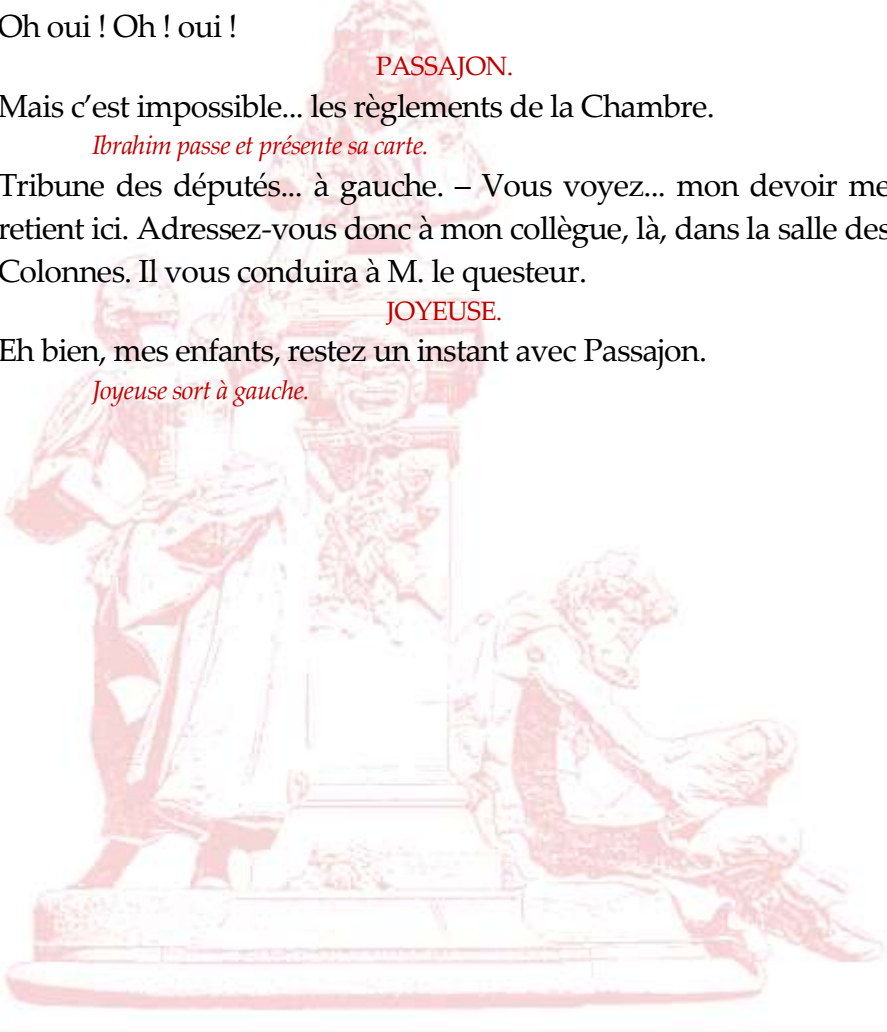 Oh oui ! Oh ! oui !
PASSAJON.
Mais c’est impossible... les règlements de la Chambre.
Ibrahim passe et présente sa carte.
Tribune des députés... à gauche. – Vous voyez... mon devoir me
retient ici. Adressez-vous donc à mon collègue, là, dans la salle des
Colonnes. Il vous conduira à M. le questeur.
JOYEUSE.
Eh bien, mes enfants, restez un instant avec Passajon.
Joyeuse sort à gauche.